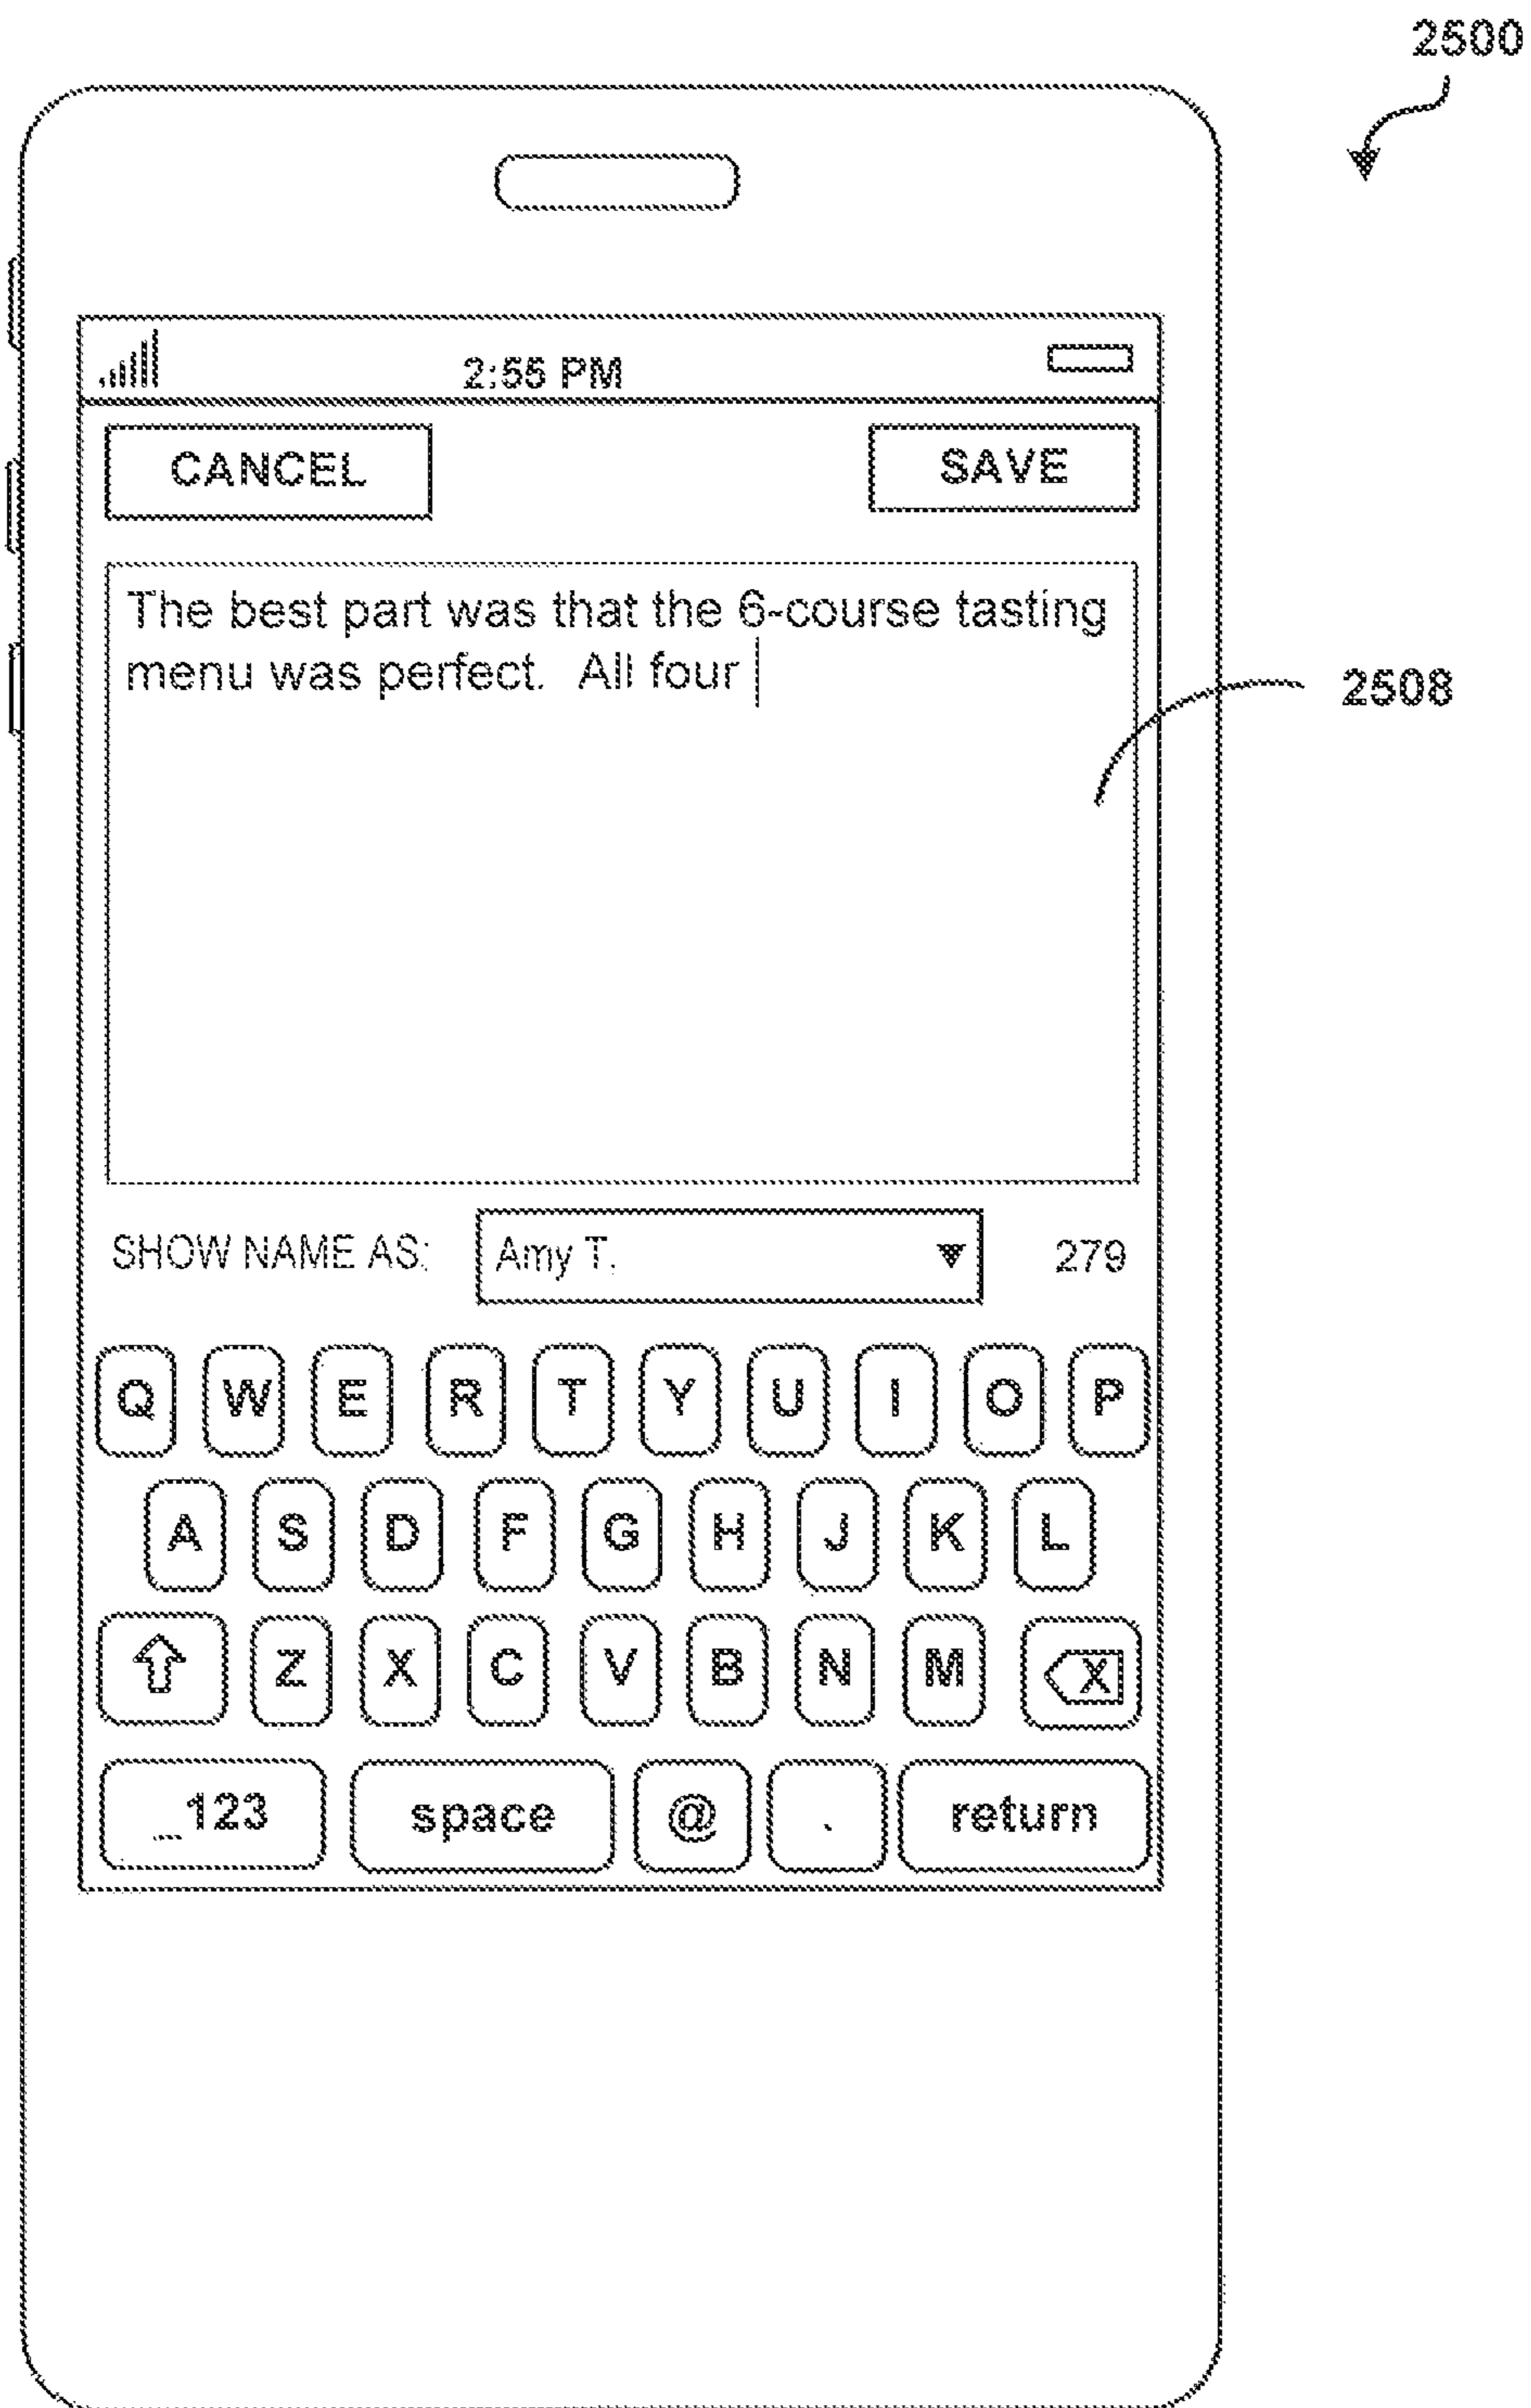 2500
2:55 PM
CANCEL SAVE
The best part was that the 6-course tasting
menu was perfect.  All four
2508
SHOW NAME AS: Amy T. 279
Q W E R T Y U I O P
A S D F G H J K L
Z X C V B N M X
_123 space @ . return